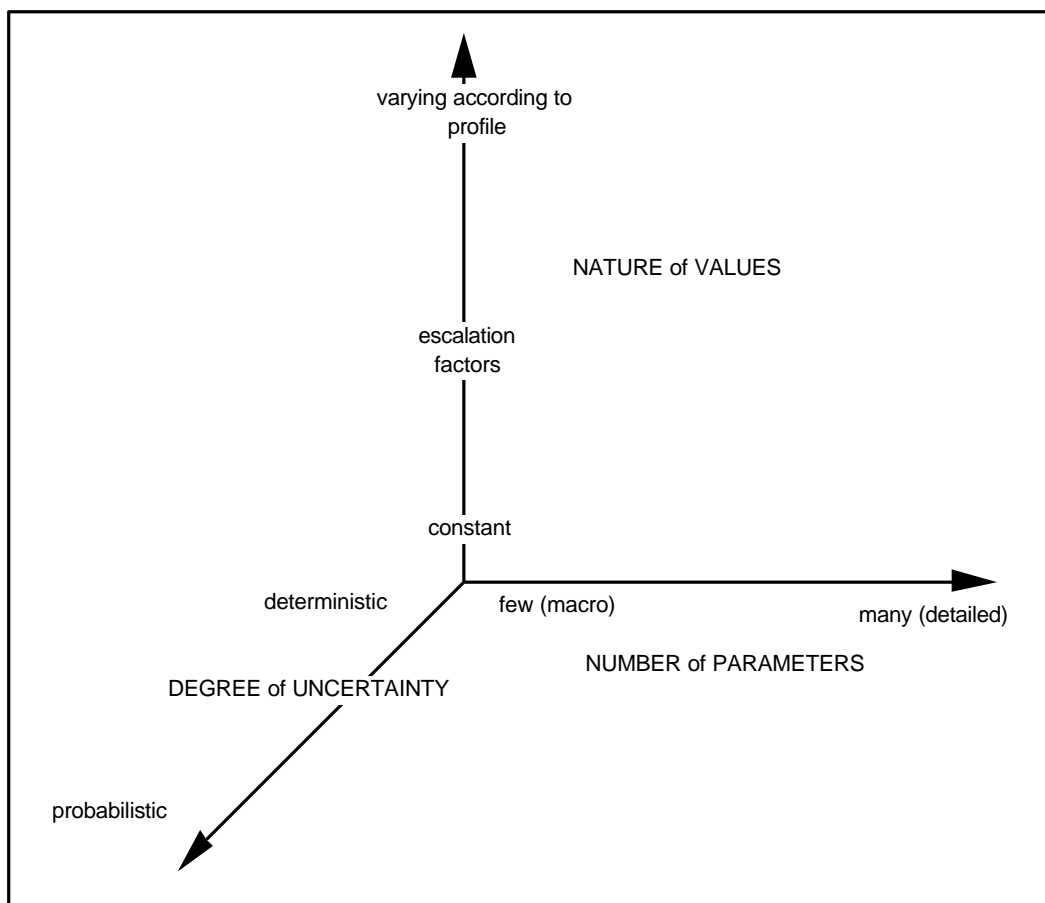 varying according to
profile
NATURE of VALUES
escalation
factors
constant
deterministic
few (macro)
many (detailed)
NUMBER of PARAMETERS
DEGREE of UNCERTAINTY
probabilistic